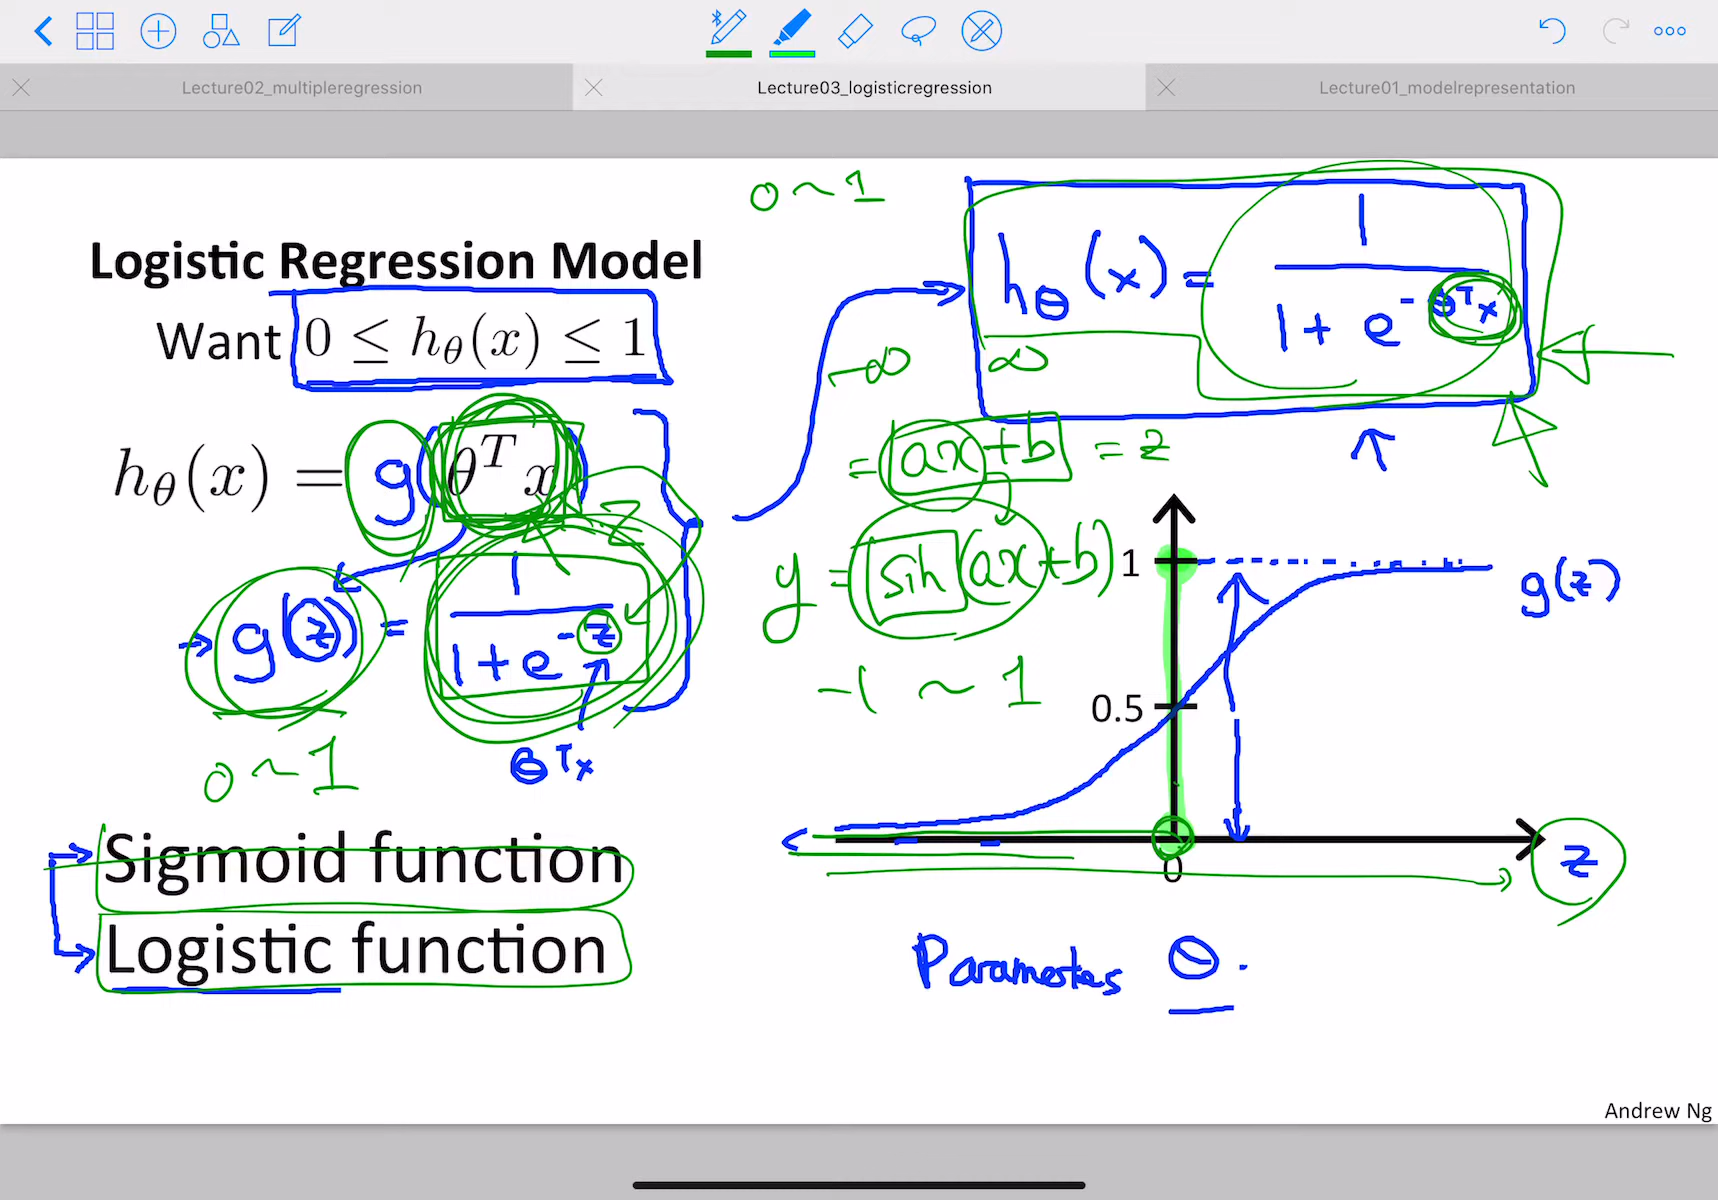 Lecture02_multipleregression
Lecture03_logisticregression
Lecture01_modelrepresentation
0 ~ 1
Logistic Regression Model
Want 0 ≤ hθ(x) ≤ 1
hθ(x) = 1 / (1 + e^(-θᵀx))
-∞ ∞
hθ(x) = g(θᵀx)
z
= ax+b = z
g(z) = 1 / (1 + e^(-z))
y = sin(ax+b)
-1 ~ 1
θᵀx
0 ~ 1
1
0.5
0
g(z)
z
Sigmoid function
Logistic function
Parameters θ.
Andrew Ng